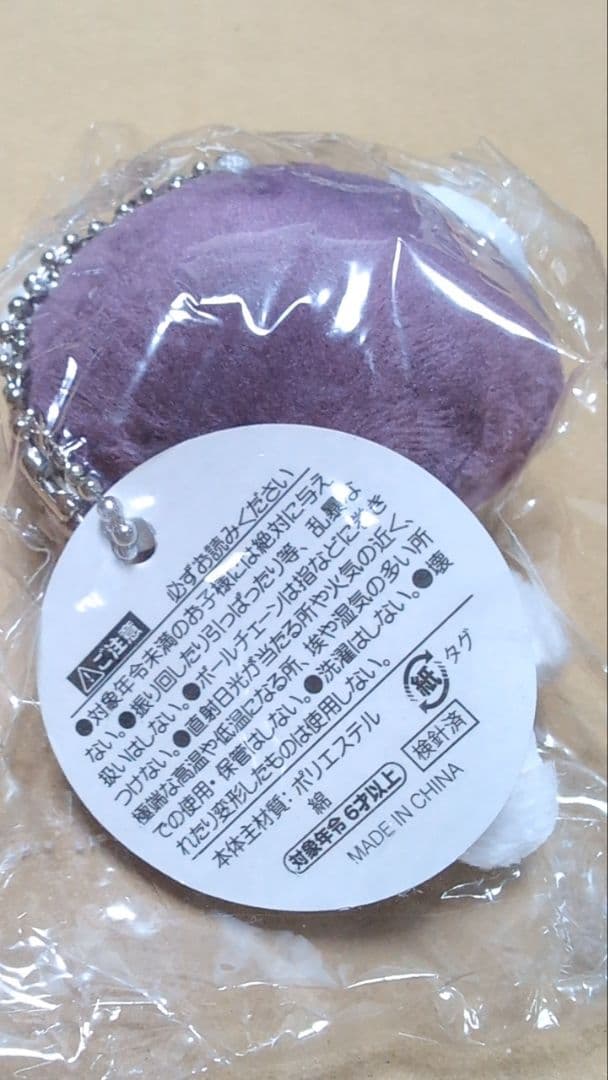 ⚠ご注意 必ずお読みください
●対象年令未満のお子様には絶対に与え
ない。●振り回したり引っぱったり等、乱暴な
扱いはしない。●ボールチェーンは指などに巻き
つけない。●直射日光が当たる所や火気の近く、
極端な高温や低温になる所、埃や湿気の多い所
での使用・保管はしない。●洗濯はしない。●壊
れたり変形したものは使用しない。
本体主材質：ポリエステル
綿
対象年令 6才以上
MADE IN CHINA
紙 タグ
検針済